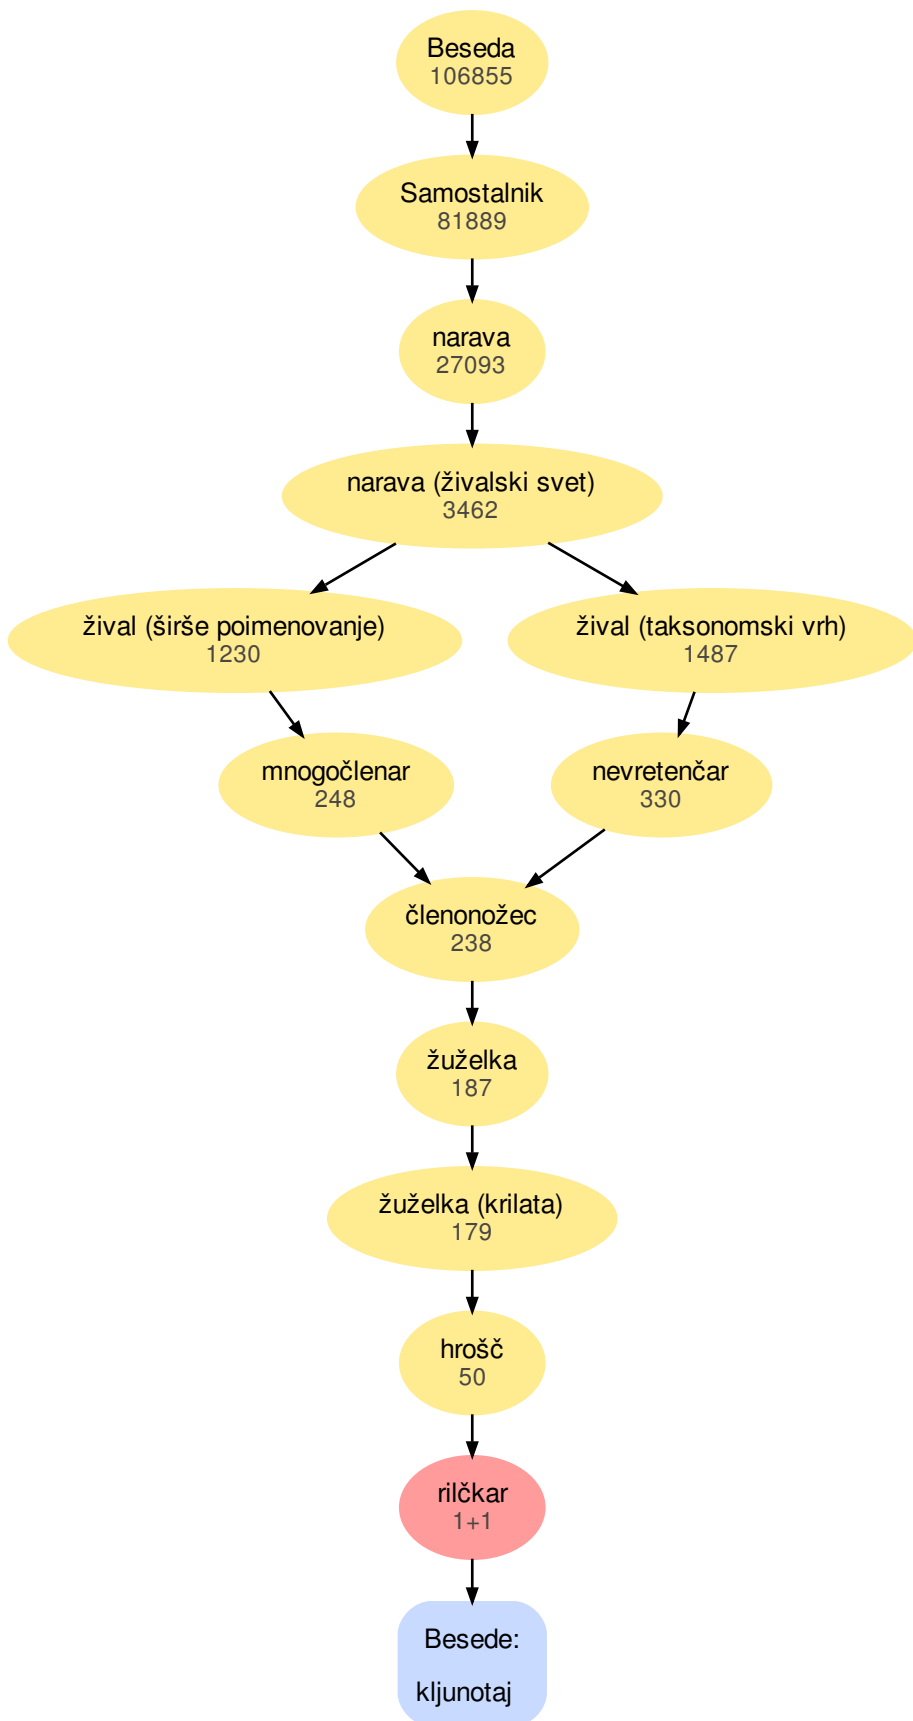 Beseda
106855
Samostalnik
81889
narava
27093
narava (živalski svet)
3462
žival (širše poimenovanje)
1230
žival (taksonomski vrh)
1487
mnogočlenar
248
nevretenčar
330
členonožec
238
žuželka
187
žuželka (krilata)
179
hrošč
50
rilčkar
1+1
Besede:
kljunotaj